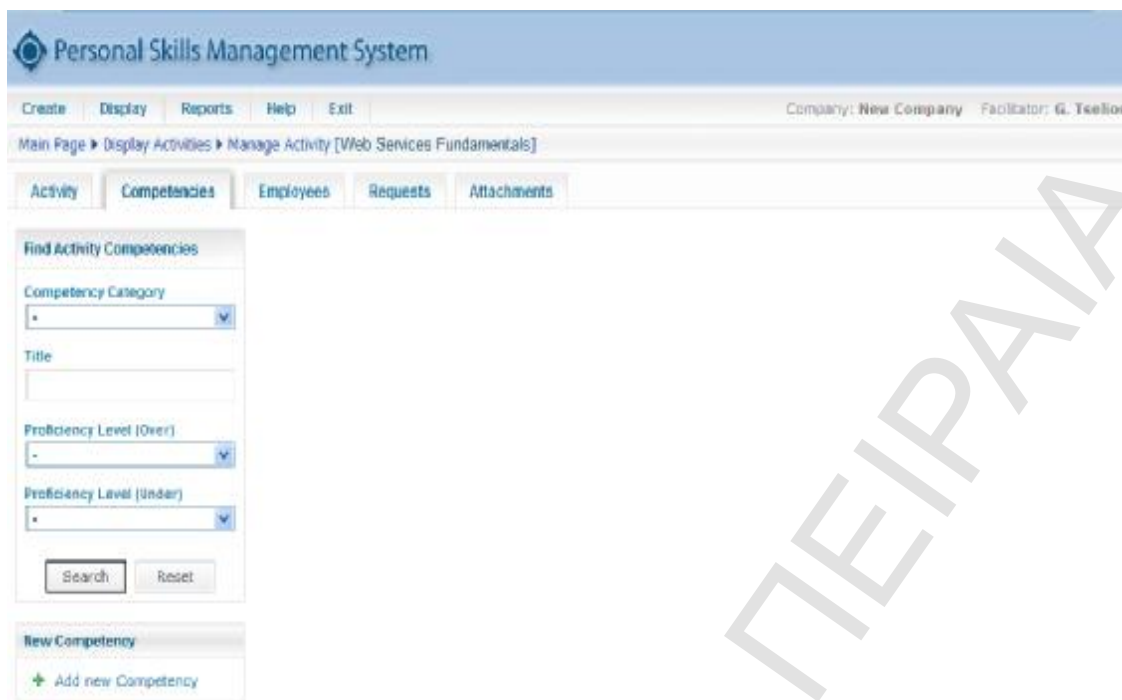 Personal Skills Management System
Create Display Reports Help Exit Company: New Company Facilitator: G. Tselios
Main Page ▶ Display Activities ▶ Manage Activity [Web Services Fundamentals]
Activity Competencies Employees Requests Attachments
Find Activity Competencies
Competency Category
-
Title
Proficiency Level (Over)
-
Proficiency Level (Under)
-
Search Reset
New Competency
+ Add new Competency
ΠΕΙΡΑΙΑ